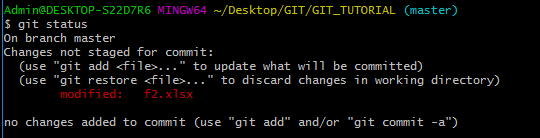 Admin@DESKTOP-S22D7R6 MINGW64 ~/Desktop/GIT/GIT_TUTORIAL (master)
$ git status
On branch master
Changes not staged for commit:
  (use "git add <file>..." to update what will be committed)
  (use "git restore <file>..." to discard changes in working directory)
        modified:   f2.xlsx

no changes added to commit (use "git add" and/or "git commit -a")